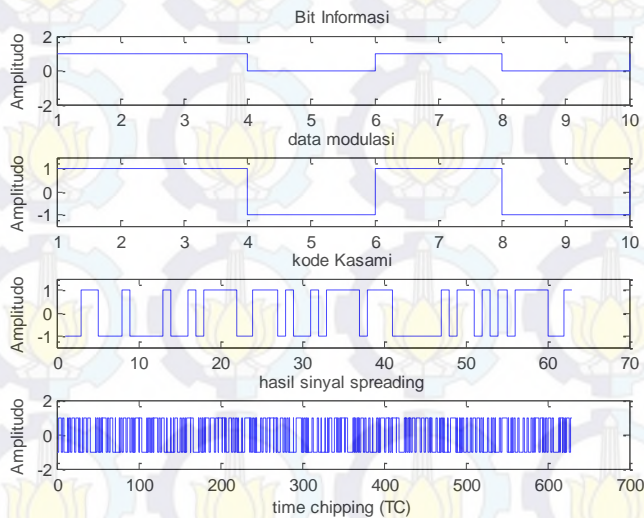 Bit Informasi
Amplitudo
2
0
-2
1 2 3 4 5 6 7 8 9 10
data modulasi
Amplitudo
1
0
-1
1 2 3 4 5 6 7 8 9 10
kode Kasami
Amplitudo
1
0
-1
0 10 20 30 40 50 60 70
hasil sinyal spreading
Amplitudo
2
0
-2
0 100 200 300 400 500 600 700
time chipping (TC)